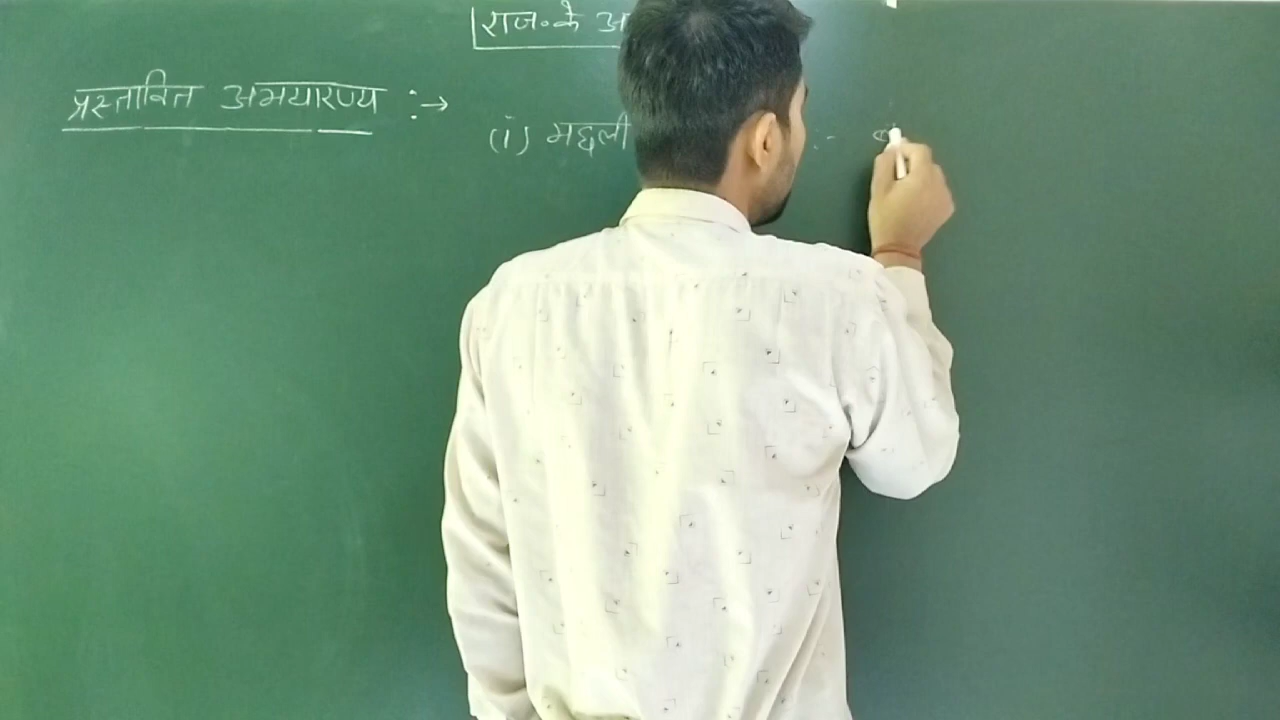 राज॰के अ
प्रस्तावित अभयारण्य :→
(i) मछली :-